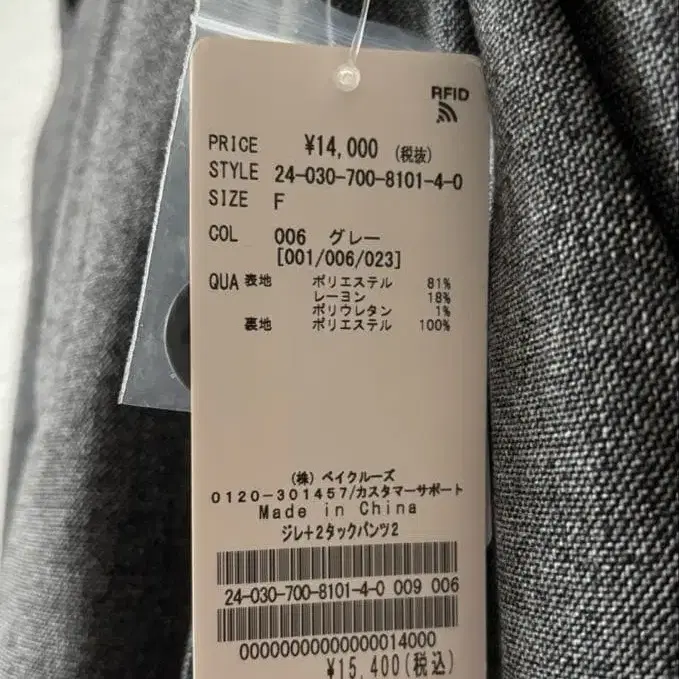 RFID
PRICE ¥14,000 (税抜)
STYLE 24-030-700-8101-4-0
SIZE F
COL 006 グレー
[001/006/023]
QUA 表地 ポリエステル 81%
レーヨン 18%
ポリウレタン 1%
裏地 ポリエステル 100%
(株) ベイクルーズ
0120-301457/カスタマーサポート
Made in China
ジレ+2タックパンツ2
24-030-700-8101-4-0 009 006
00000000000000014000
¥15,400(税込)